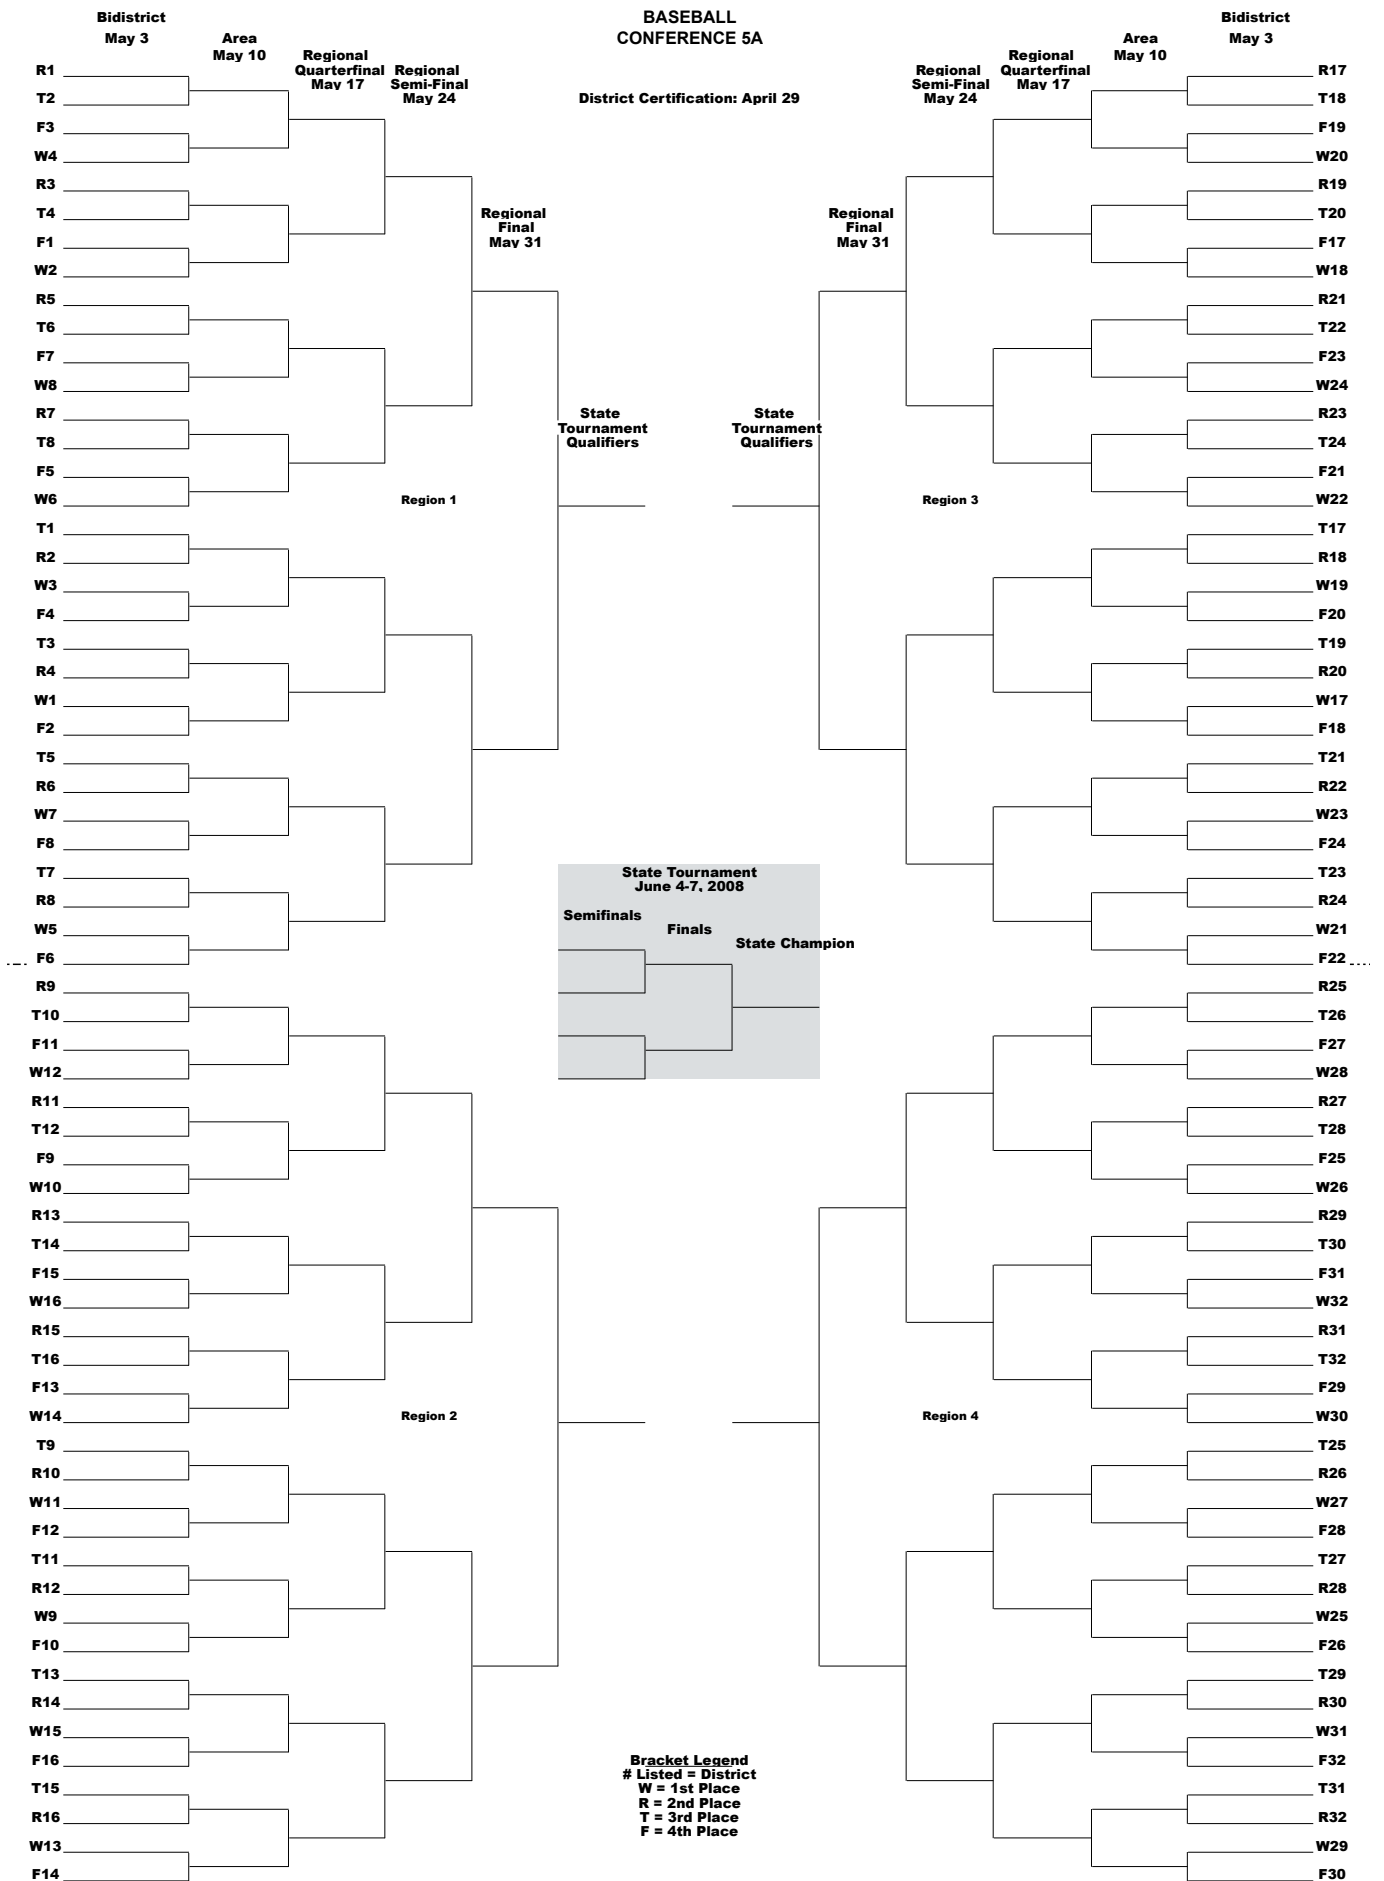 BASEBALL
CONFERENCE 5A
District Certification: April 29
Bidistrict
May 3
Area
May 10
Regional
Quarterfinal
May 17
Regional
Semi-Final
May 24
Regional
Final
May 31
State
Tournament
Qualifiers
R1
T2
F3
W4
R3
T4
F1
W2
R5
T6
F7
W8
R7
T8
F5
W6
Region 1
T1
R2
W3
F4
T3
R4
W1
F2
T5
R6
W7
F8
T7
R8
W5
F6
R9
T10
F11
W12
R11
T12
F9
W10
R13
T14
F15
W16
R15
T16
F13
W14
Region 2
T9
R10
W11
F12
T11
R12
W9
F10
T13
R14
W15
F16
T15
R16
W13
F14
State Tournament
June 4-7, 2008
Semifinals
Finals
State Champion
Bracket Legend
# Listed = District
W = 1st Place
R = 2nd Place
T = 3rd Place
F = 4th Place
Bidistrict
May 3
Area
May 10
Regional
Quarterfinal
May 17
Regional
Semi-Final
May 24
Regional
Final
May 31
State
Tournament
Qualifiers
R17
T18
F19
W20
R19
T20
F17
W18
R21
T22
F23
W24
R23
T24
F21
W22
Region 3
T17
R18
W19
F20
T19
R20
W17
F18
T21
R22
W23
F24
T23
R24
W21
F22
R25
T26
F27
W28
R27
T28
F25
W26
R29
T30
F31
W32
R31
T32
F29
W30
Region 4
T25
R26
W27
F28
T27
R28
W25
F26
T29
R30
W31
F32
T31
R32
W29
F30